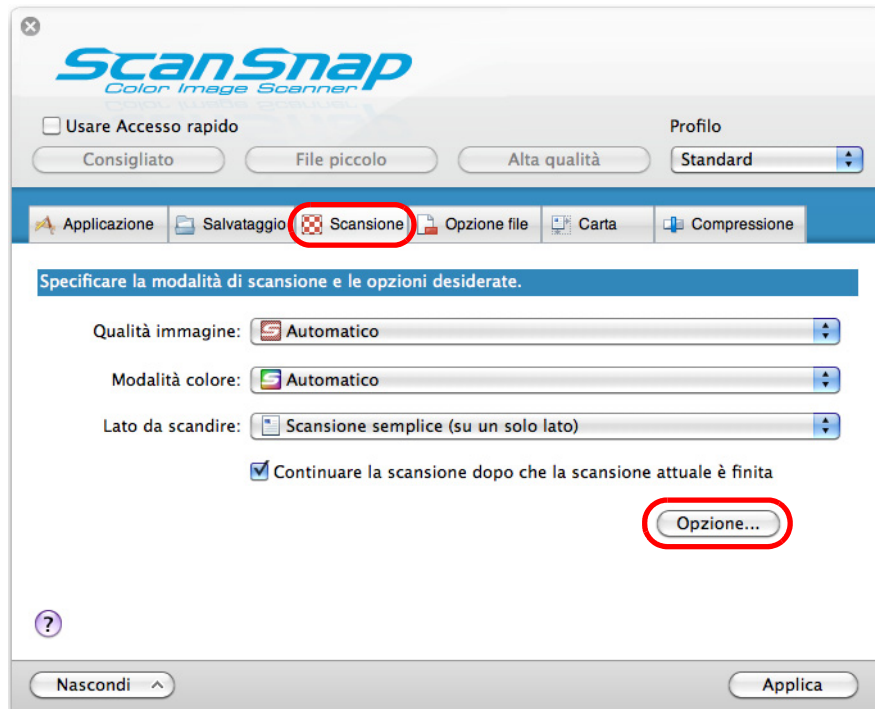 ScanSnap
Color Image Scanner
Usare Accesso rapido
Profilo
Consigliato
File piccolo
Alta qualità
Standard
Applicazione
Salvataggio
Scansione
Opzione file
Carta
Compressione
Specificare la modalità di scansione e le opzioni desiderate.
Qualità immagine: Automatico
Modalità colore: Automatico
Lato da scandire: Scansione semplice (su un solo lato)
Continuare la scansione dopo che la scansione attuale è finita
Opzione...
?
Nascondi
Applica